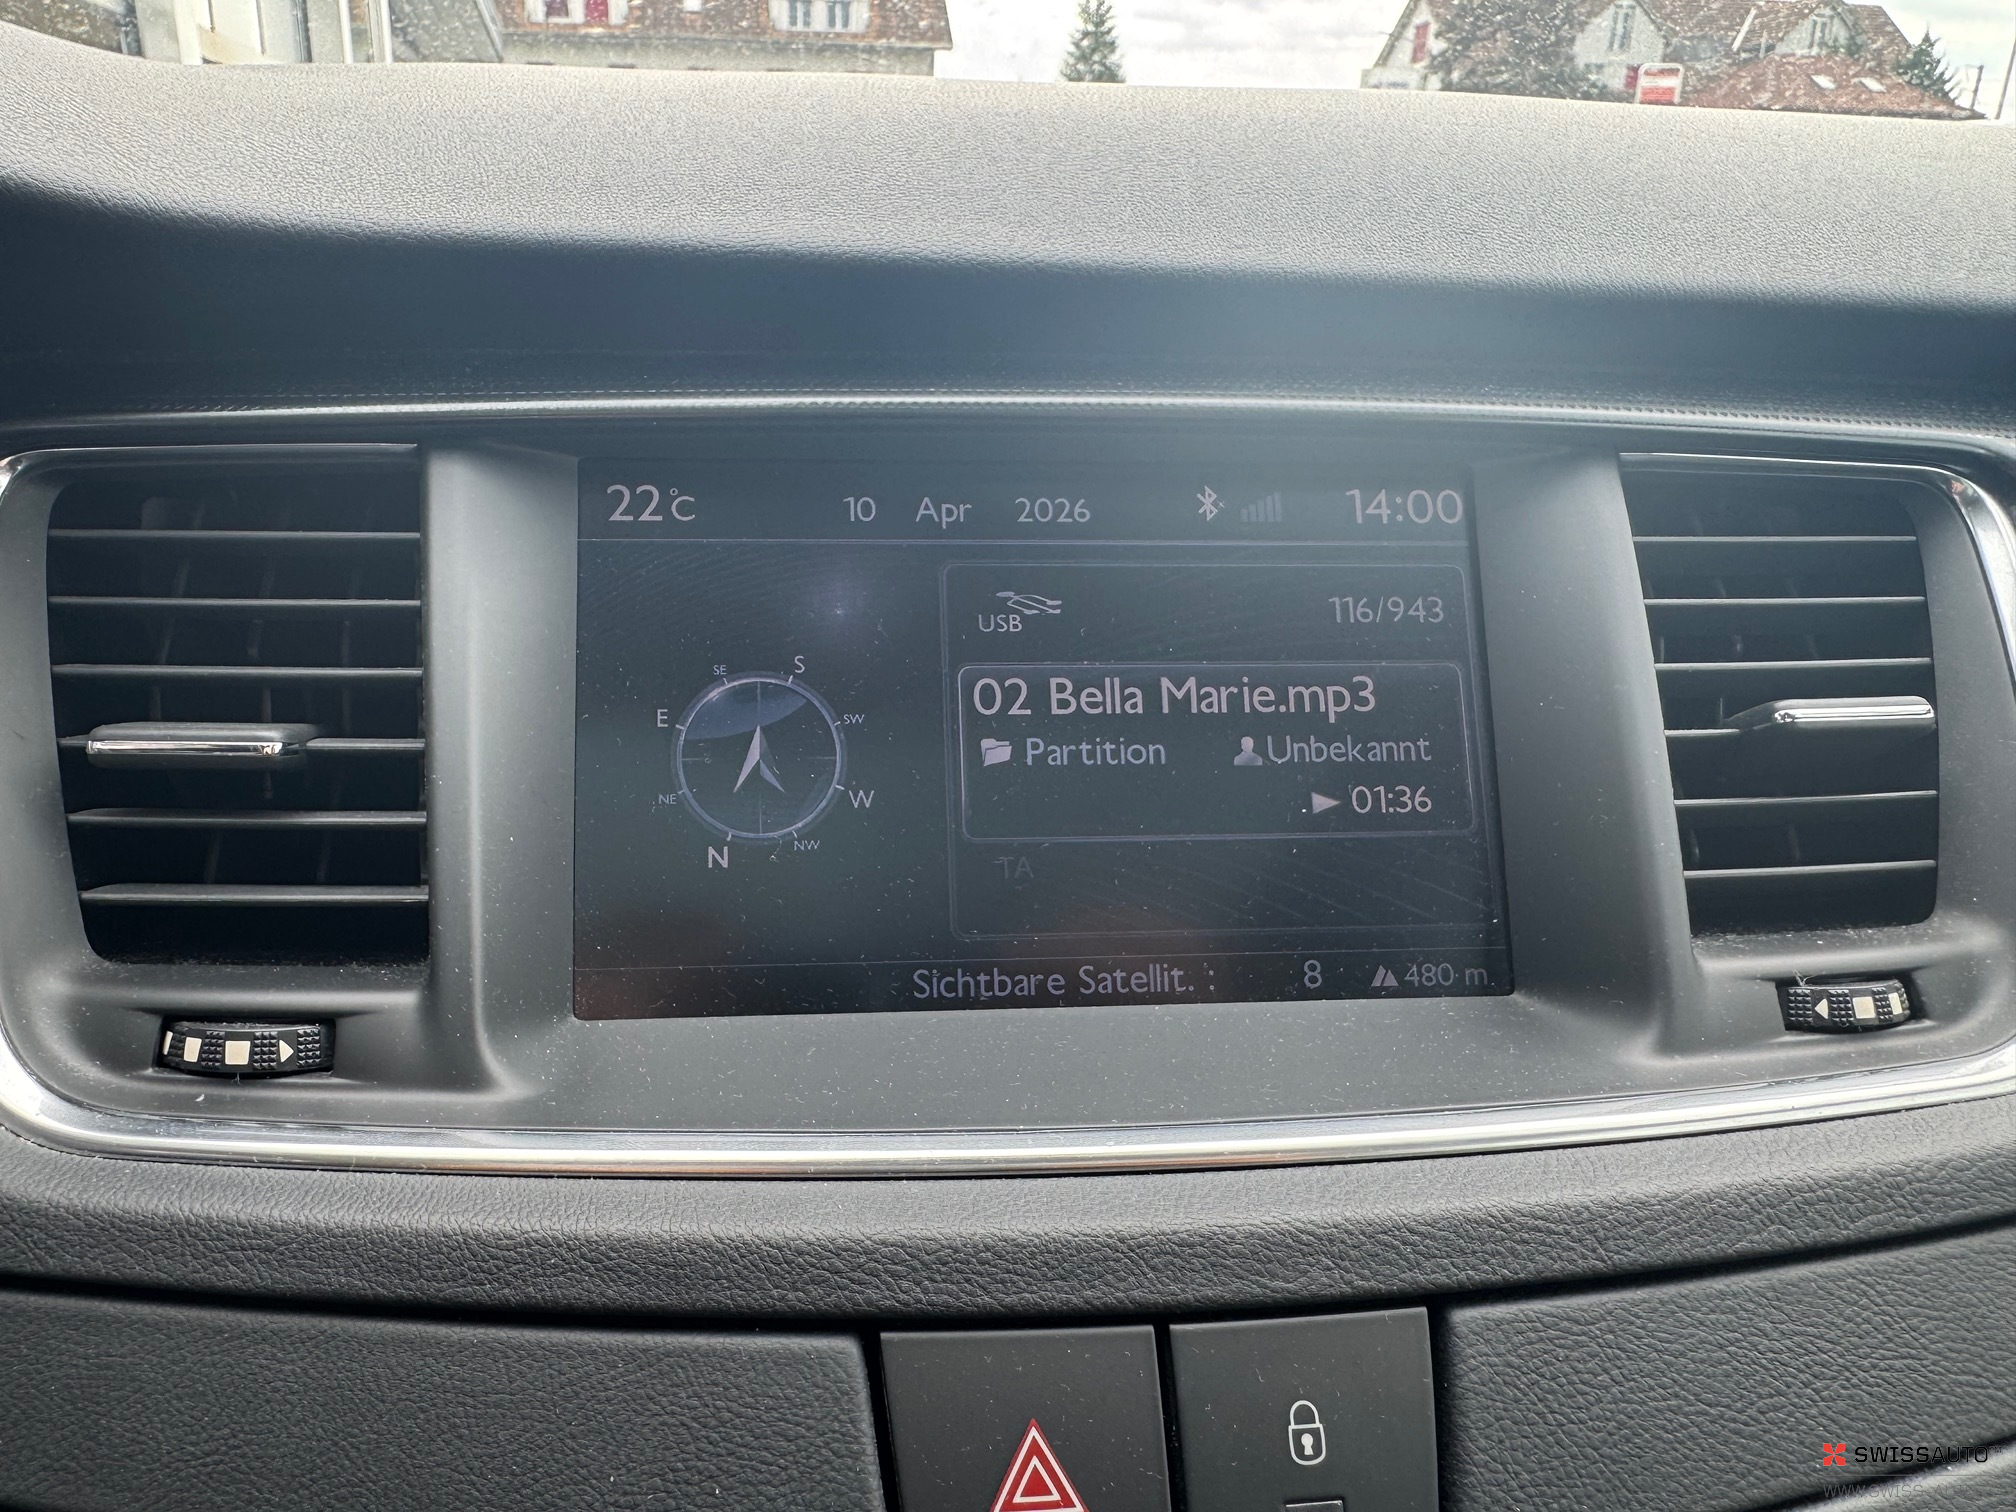 22°C 10 Apr 2026 14:00
USB 116/943
02 Bella Marie.mp3
Partition Unbekannt
01:36
TA
SE S
E SW
NE W
N NW
Sichtbare Satellit. : 8 480 m
SWISSAUTO